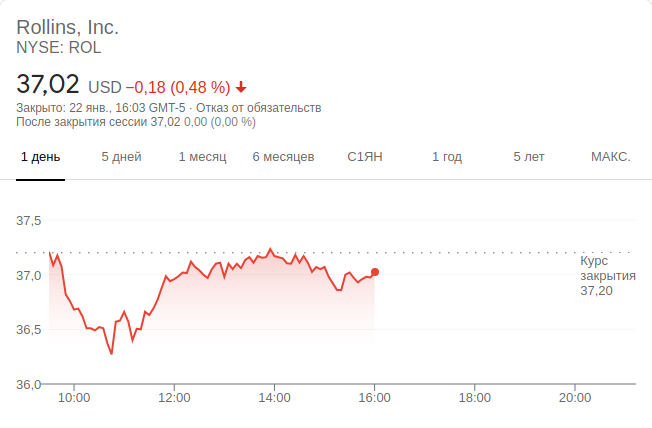 Rollins, Inc.
NYSE: ROL
37,02 USD −0,18 (0,48 %)
Закрыто: 22 янв., 16:03 GMT-5 · Отказ от обязательств
После закрытия сессии 37,02 0,00 (0,00 %)
1 день 5 дней 1 месяц 6 месяцев С1ЯН 1 год 5 лет МАКС.
37,5
Курс
37,0 закрытия
37,20
36,5
36,0
10:00 12:00 14:00 16:00 18:00 20:00